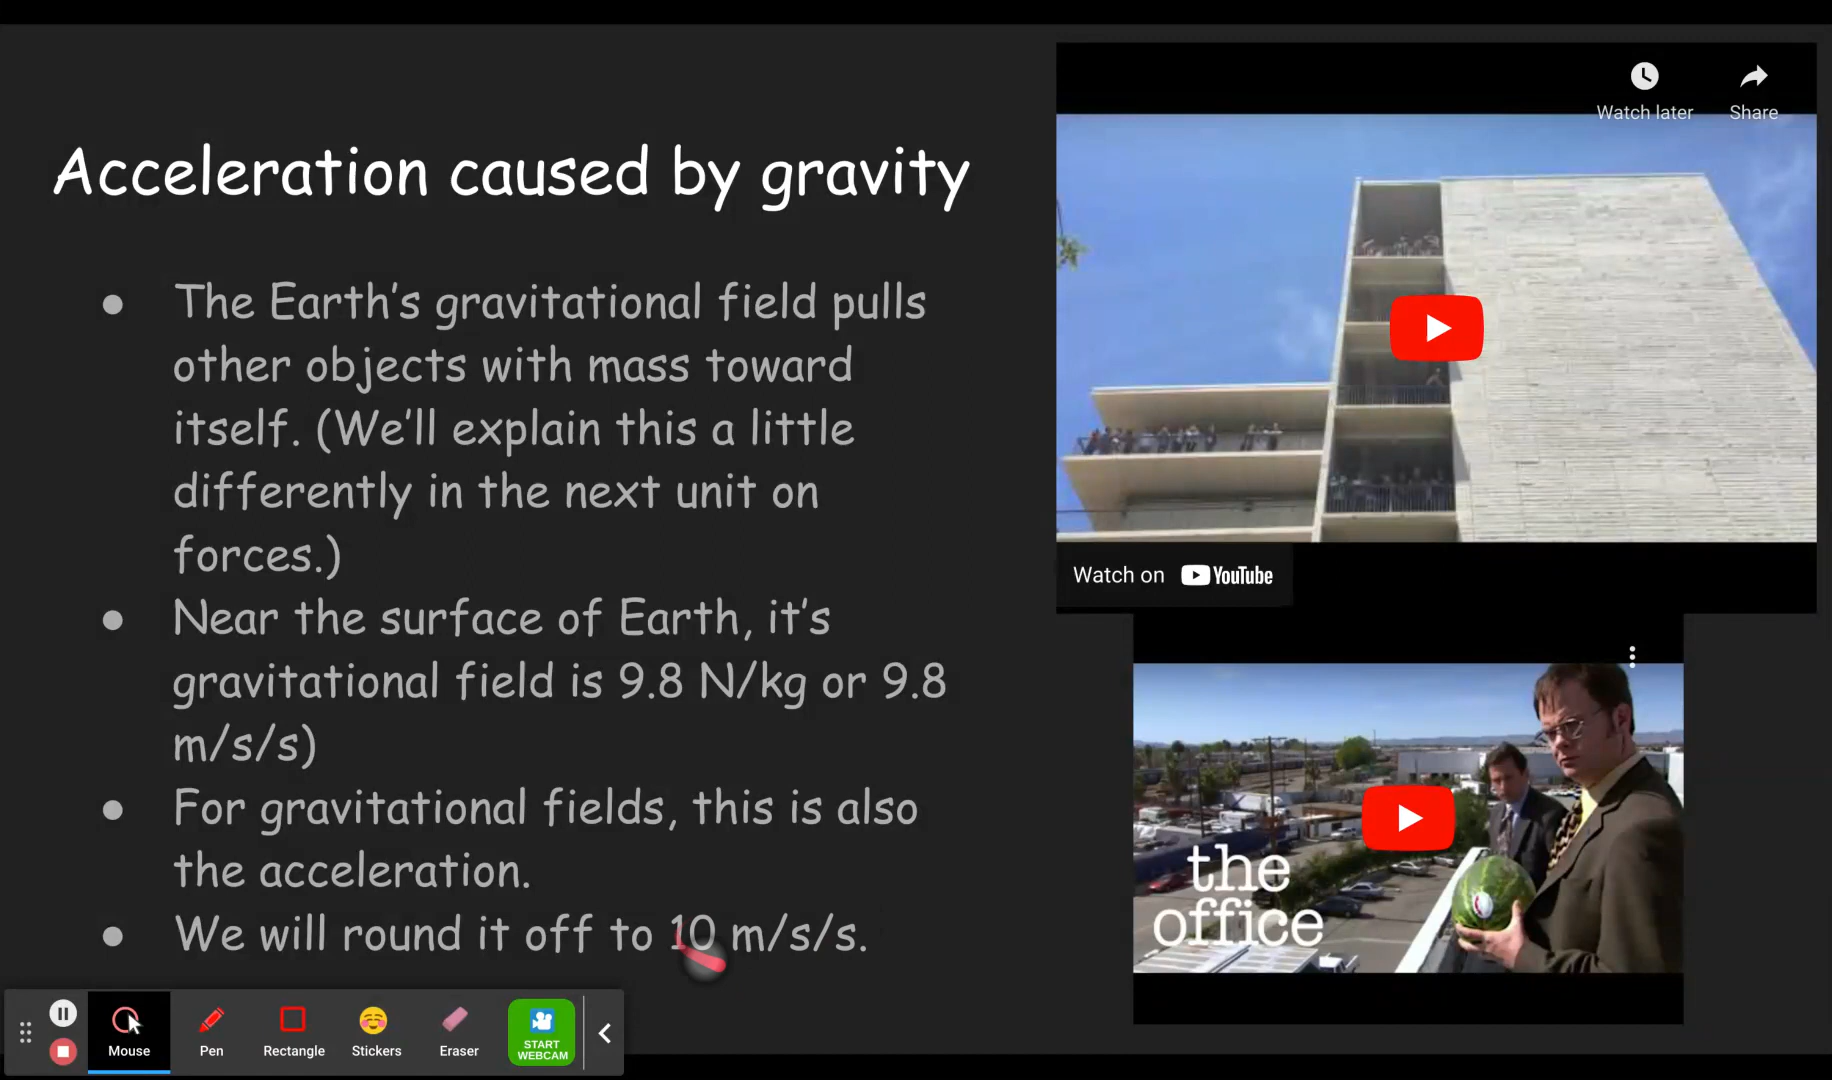 Acceleration caused by gravity
● The Earth's gravitational field pulls
other objects with mass toward
itself. (We'll explain this a little
differently in the next unit on
forces.)
● Near the surface of Earth, it's
gravitational field is 9.8 N/kg or 9.8
m/s/s)
● For gravitational fields, this is also
the acceleration.
● We will round it off to 10 m/s/s.
Watch later
Share
Watch on YouTube
the
office
Mouse
Pen
Rectangle
Stickers
Eraser
START
WEBCAM